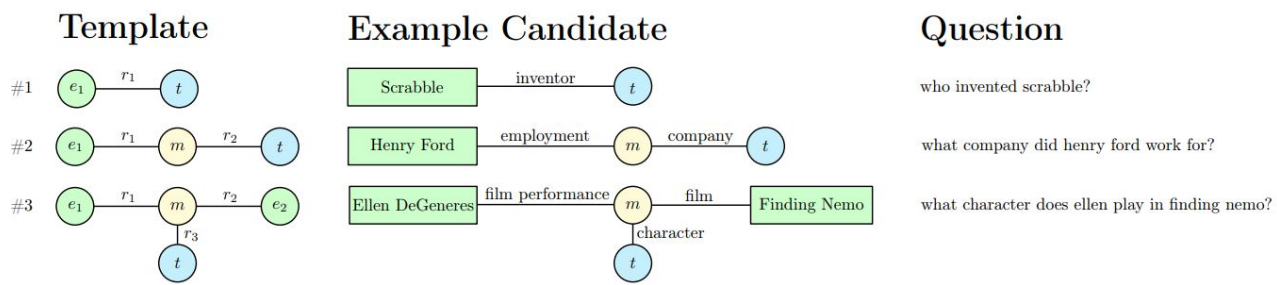 Template Example Candidate Question
#1 e1 r1 t Scrabble inventor t who invented scrabble?
#2 e1 r1 m r2 t Henry Ford employment m company t what company did henry ford work for?
#3 e1 r1 m r2 e2 Ellen DeGeneres film performance m film Finding Nemo what character does ellen play in finding nemo?
r3 character
t t